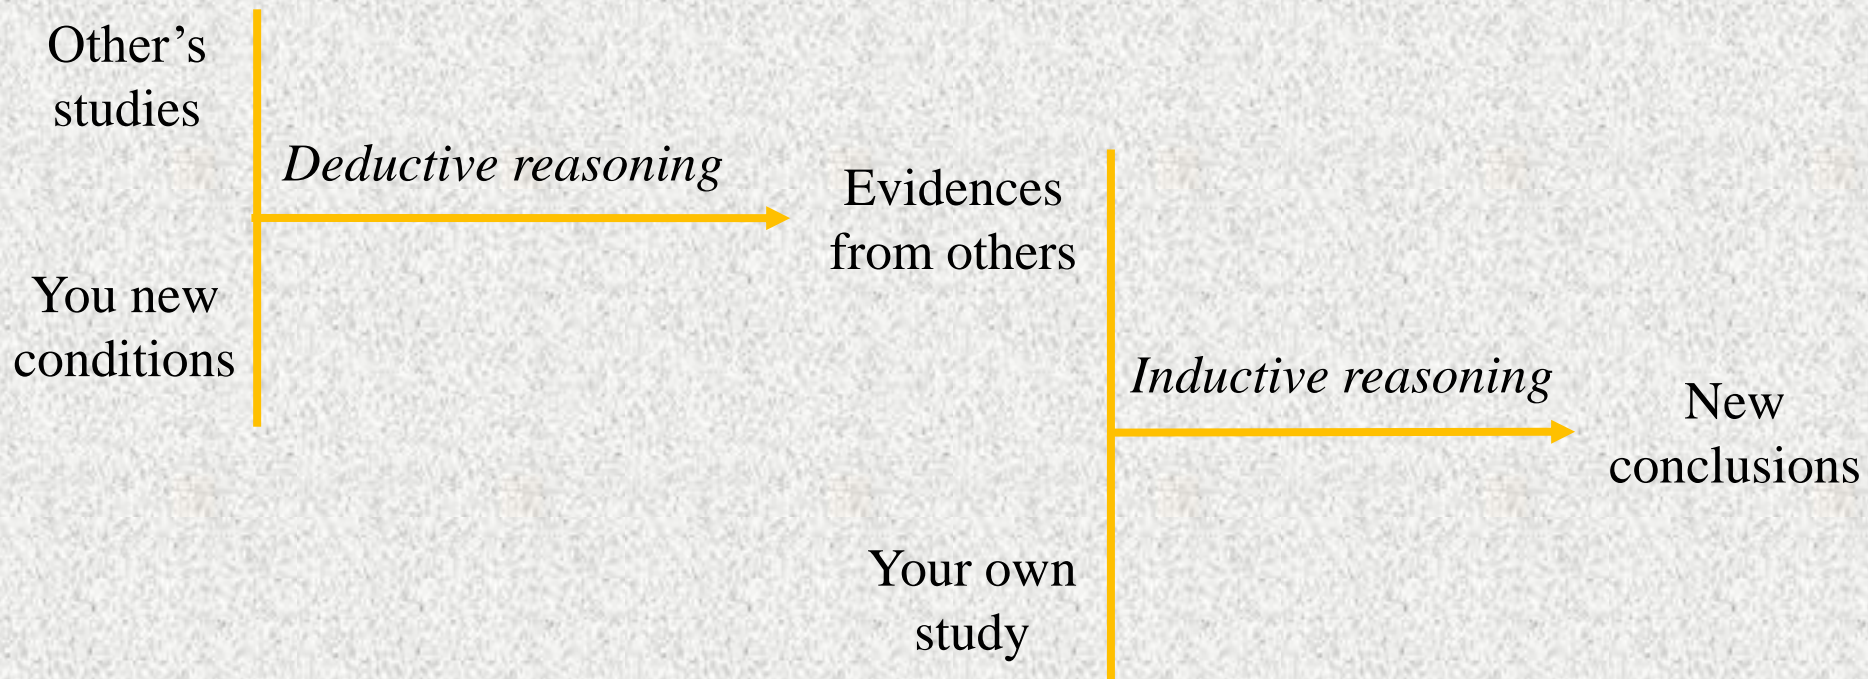 Other’s
studies
Deductive reasoning
You new
conditions
Evidences
from others
Inductive reasoning
Your own
study
New
conclusions